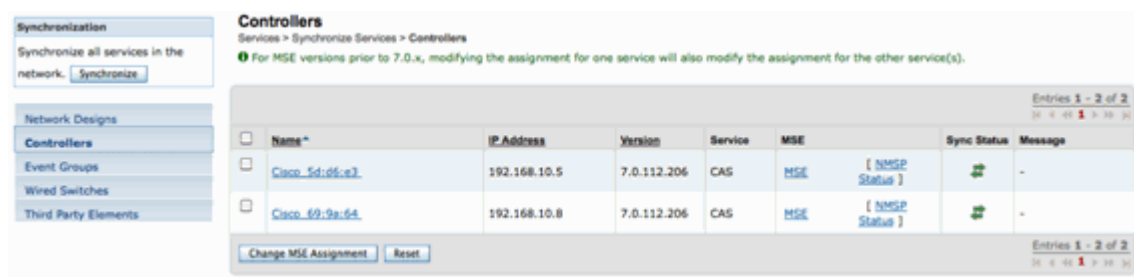 Synchronization
Synchronize all services in the
network. Synchronize
Network Designs
Controllers
Event Groups
Wired Switches
Third Party Elements
Controllers
Services > Synchronize Services > Controllers
For MSE versions prior to 7.0.x, modifying the assignment for one service will also modify the assignment for the other service(s).
Entries 1 - 2 of 2
1
Name IP Address Version Service MSE Sync Status Message
Cisco_5d:d6:e3 192.168.10.5 7.0.112.206 CAS MSE [ NMSP Status ] -
Cisco_69:9a:64 192.168.10.8 7.0.112.206 CAS MSE [ NMSP Status ] -
Change MSE Assignment Reset
Entries 1 - 2 of 2
1